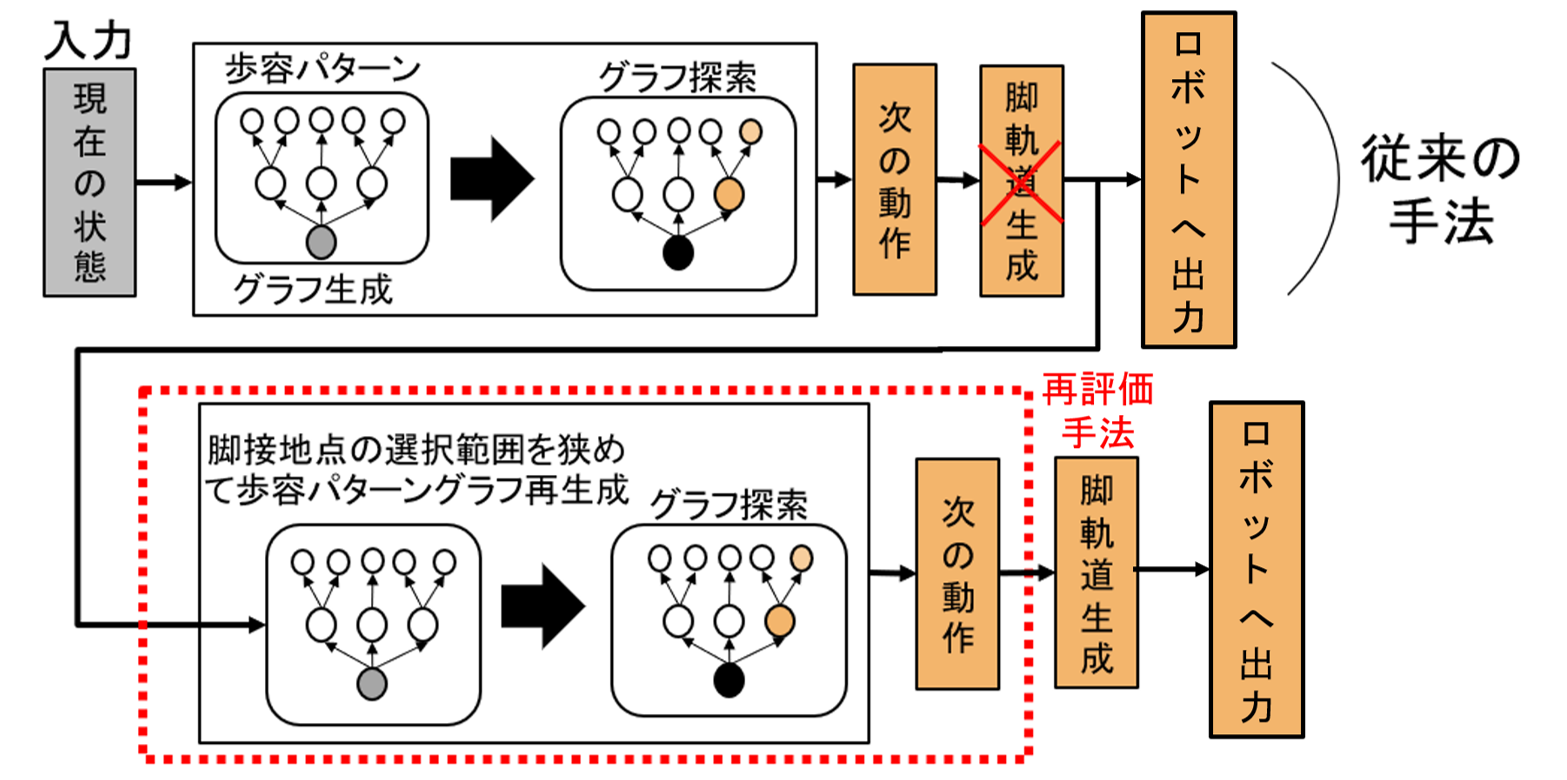 入力
現在の状態
歩容パターン
グラフ生成
グラフ探索
次の動作
脚軌道生成
ロボットへ出力
従来の
手法
脚接地点の選択範囲を狭め
て歩容パターングラフ再生成
グラフ探索
次の動作
再評価
手法
脚軌道生成
ロボットへ出力